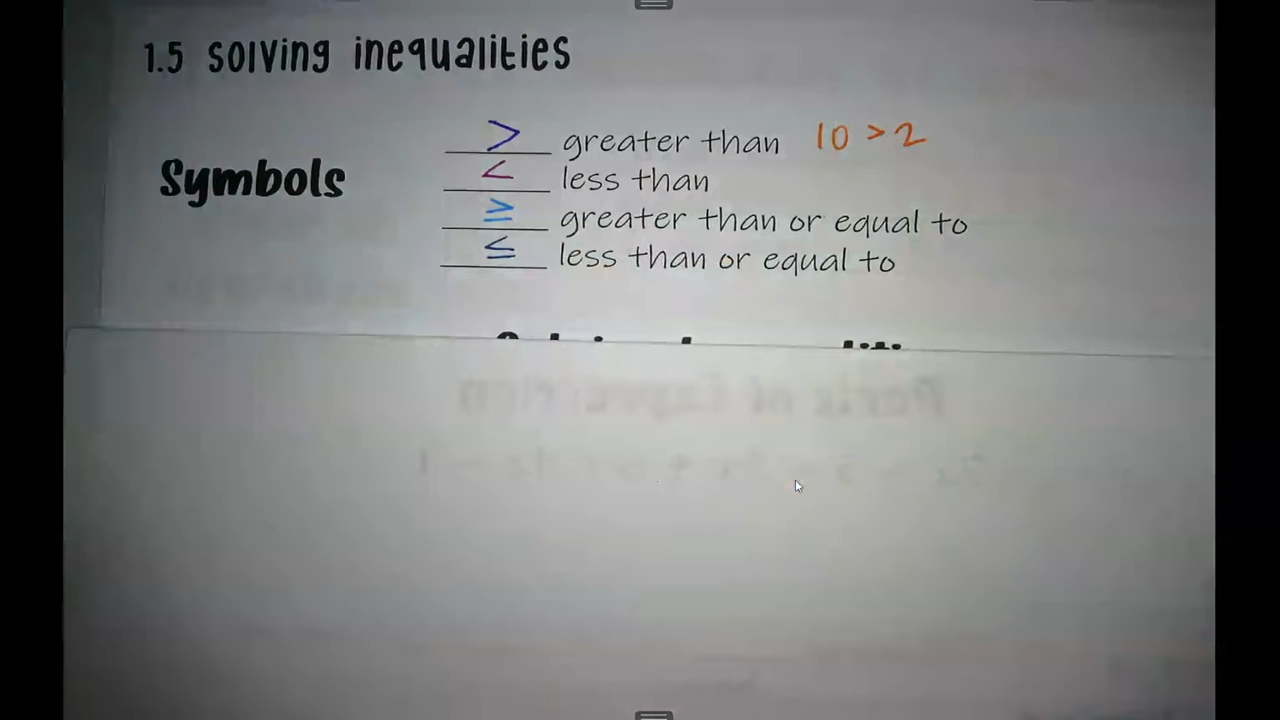 1.5 solving inequalities
Symbols
> greater than 10 > 2
< less than
≥ greater than or equal to
≤ less than or equal to